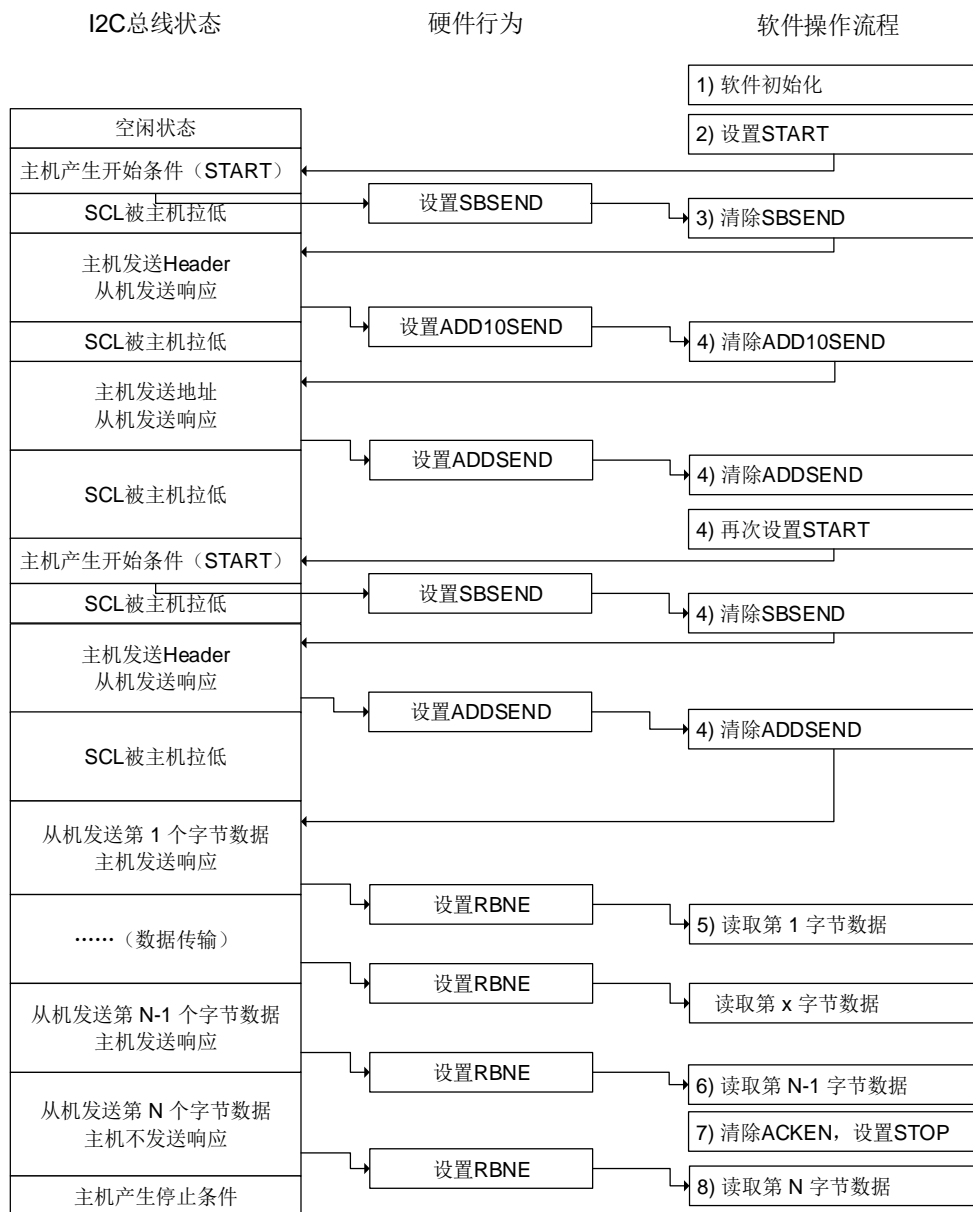 I2C总线状态
硬件行为
软件操作流程
1) 软件初始化
空闲状态
2) 设置START
主机产生开始条件（START）
设置SBSEND
SCL被主机拉低
3) 清除SBSEND
主机发送Header
从机发送响应
设置ADD10SEND
SCL被主机拉低
4) 清除ADD10SEND
主机发送地址
从机发送响应
设置ADDSEND
4) 清除ADDSEND
SCL被主机拉低
4) 再次设置START
主机产生开始条件（START）
设置SBSEND
SCL被主机拉低
4) 清除SBSEND
主机发送Header
从机发送响应
设置ADDSEND
4) 清除ADDSEND
SCL被主机拉低
从机发送第 1 个字节数据
主机发送响应
设置RBNE
5) 读取第 1 字节数据
……（数据传输）
设置RBNE
读取第 x 字节数据
从机发送第 N-1 个字节数据
主机发送响应
设置RBNE
6) 读取第 N-1 字节数据
从机发送第 N 个字节数据
主机不发送响应
7) 清除ACKEN，设置STOP
设置RBNE
8) 读取第 N 字节数据
主机产生停止条件